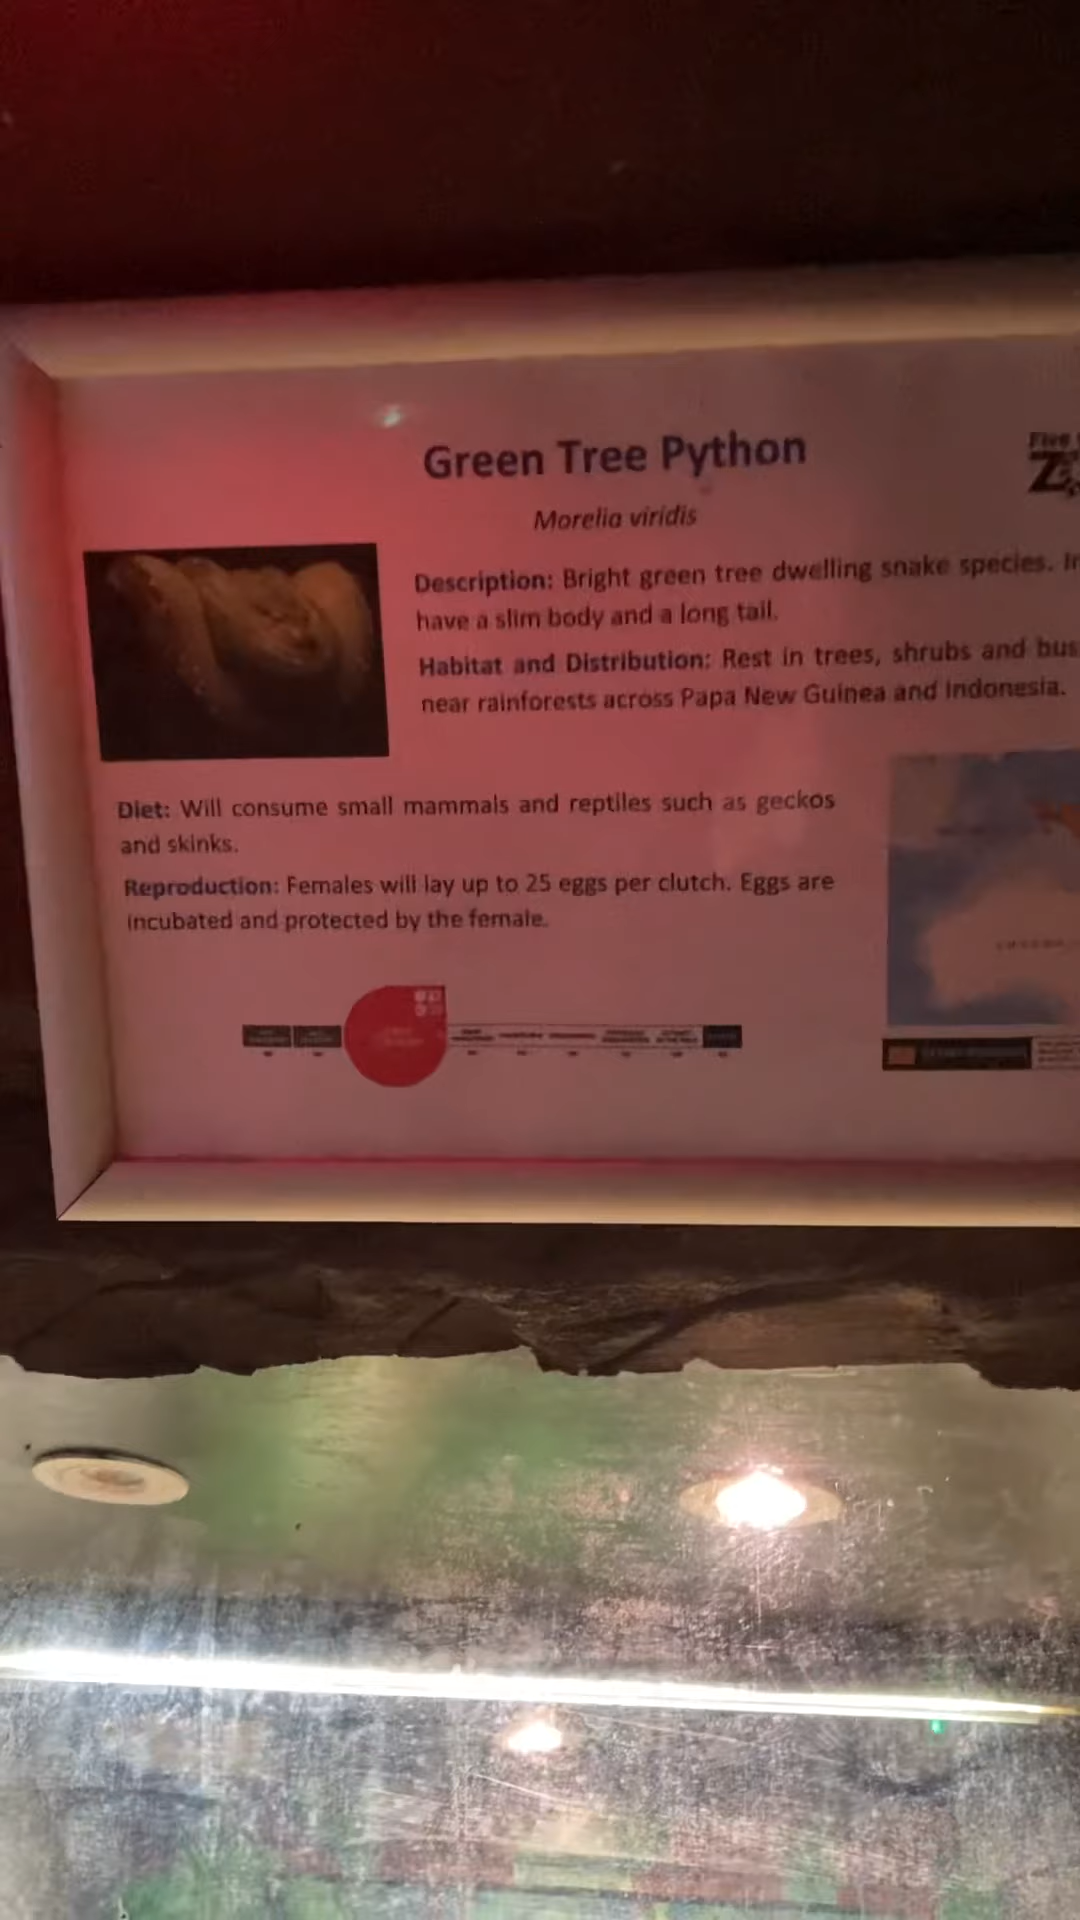 Green Tree Python
Five
Morelia viridis
Description: Bright green tree dwelling snake species.
have a slim body and a long tail.
Habitat and Distribution: Rest in trees, shrubs and
near rainforests across Papa New Guinea and Indonesia.
Diet: Will consume small mammals and reptiles such as geckos
and skinks.
Reproduction: Females will lay up to 25 eggs per clutch. Eggs are
incubated and protected by the female.